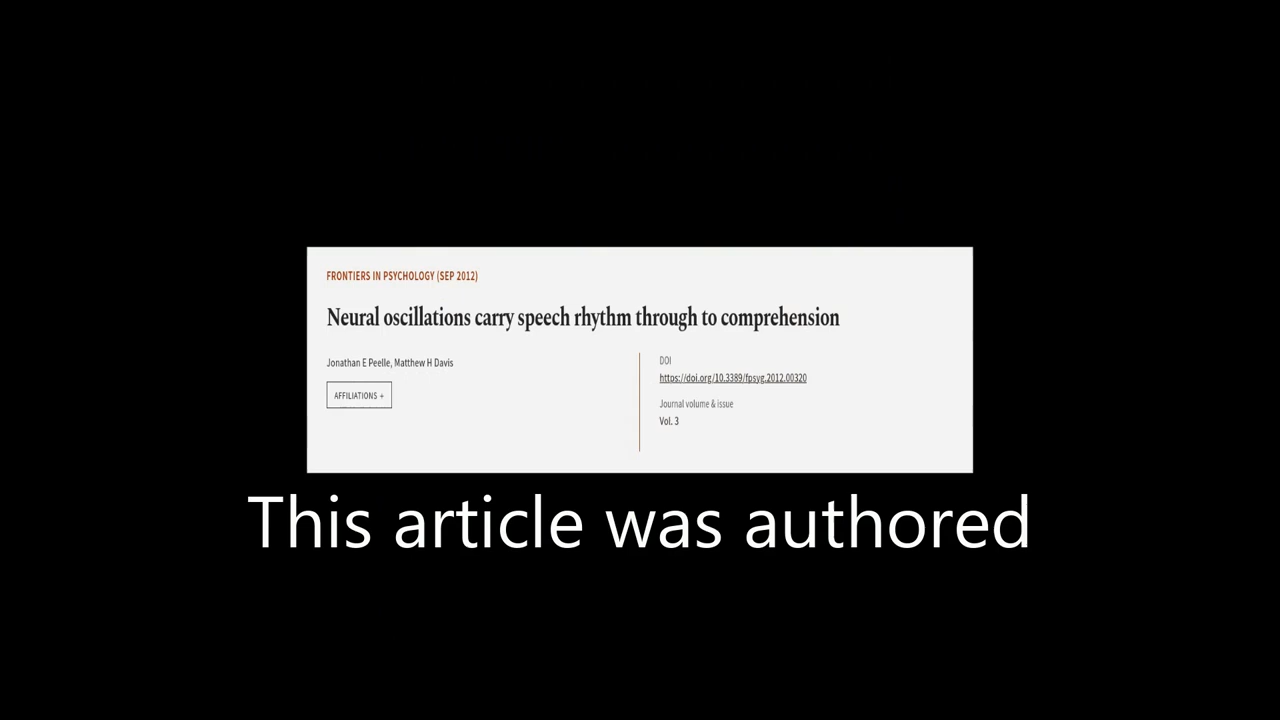 FRONTIERS IN PSYCHOLOGY (SEP 2012)
Neural oscillations carry speech rhythm through to comprehension
Jonathan E Peelle, Matthew H Davis
AFFILIATIONS +
DOI
https://doi.org/10.3389/fpsyg.2012.00320
Journal volume & issue
Vol. 3
This article was authored